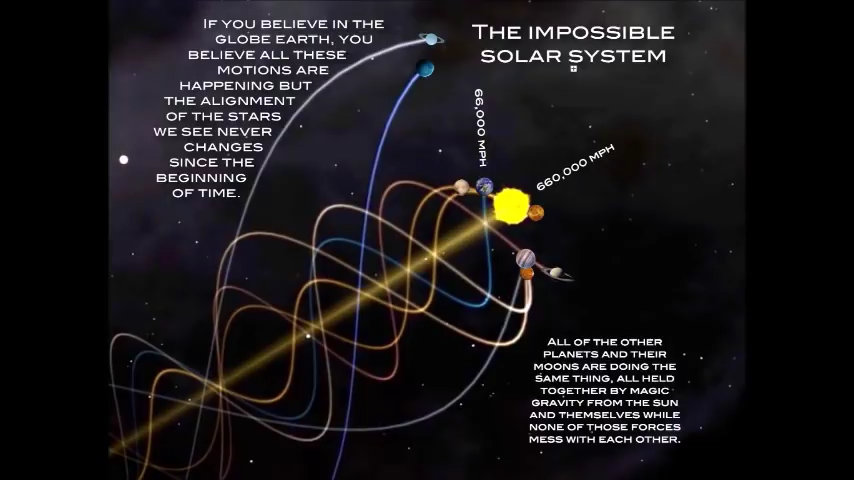 If you believe in the
globe earth, you
believe all these
motions are
happening but
the alignment
of the stars
we see never
changes
since the
beginning
of time.
The impossible
solar system
66,000 mph
660,000 mph
All of the other
planets and their
moons are doing the
same thing, all held
together by magic
gravity from the sun
and themselves while
none of those forces
mess with each other.